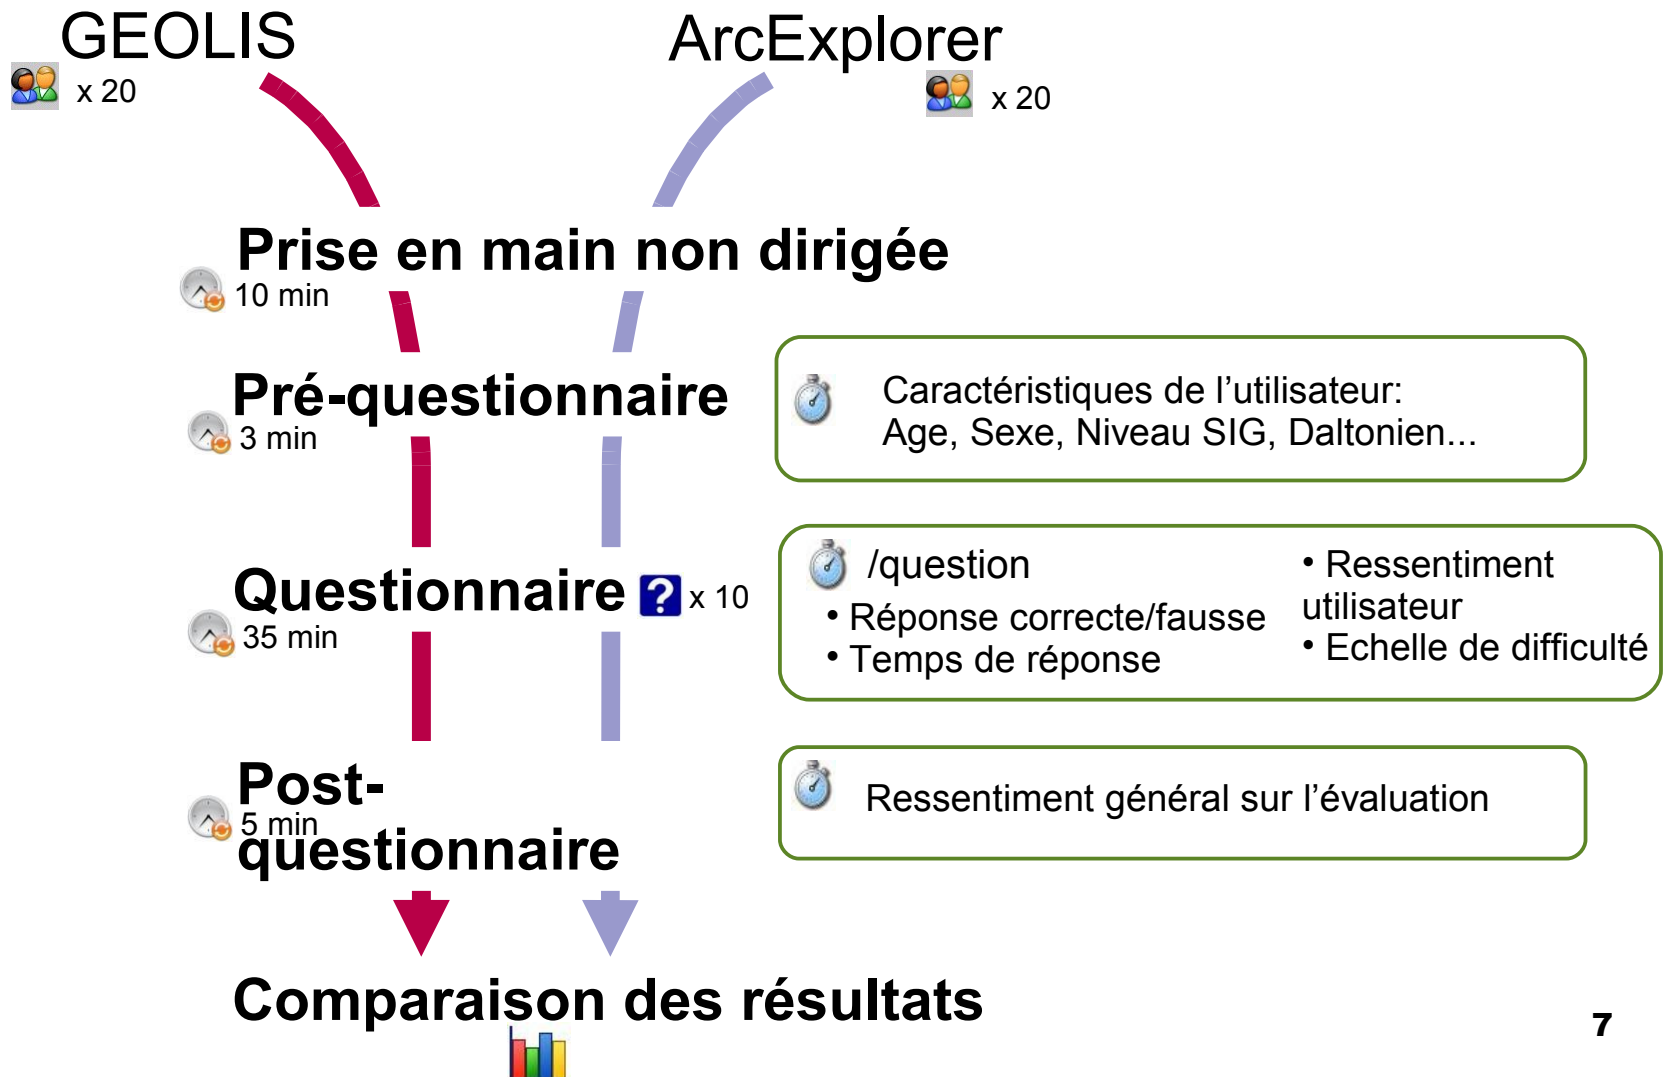 GEOLIS
x 20
ArcExplorer
x 20
Prise en main non dirigée
10 min
Pré-questionnaire
3 min
Caractéristiques de l’utilisateur:
Age, Sexe, Niveau SIG, Daltonien...
Questionnaire ? x 10
35 min
/question
• Réponse correcte/fausse
• Temps de réponse
• Ressentiment
utilisateur
• Echelle de difficulté
Post-
5 min
questionnaire
Ressentiment général sur l’évaluation
Comparaison des résultats
7